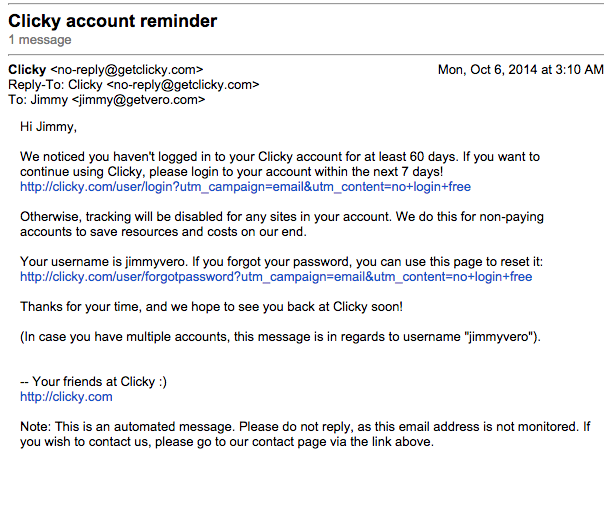 Clicky account reminder
1 message
Clicky <no-reply@getclicky.com> Mon, Oct 6, 2014 at 3:10 AM
Reply-To: Clicky <no-reply@getclicky.com>
To: Jimmy <jimmy@getvero.com>
Hi Jimmy,
We noticed you haven't logged in to your Clicky account for at least 60 days. If you want to
continue using Clicky, please login to your account within the next 7 days!
http://clicky.com/user/login?utm_campaign=email&utm_content=no+login+free
Otherwise, tracking will be disabled for any sites in your account. We do this for non-paying
accounts to save resources and costs on our end.
Your username is jimmyvero. If you forgot your password, you can use this page to reset it:
http://clicky.com/user/forgotpassword?utm_campaign=email&utm_content=no+login+free
Thanks for your time, and we hope to see you back at Clicky soon!
(In case you have multiple accounts, this message is in regards to username "jimmyvero").
-- Your friends at Clicky :)
http://clicky.com
Note: This is an automated message. Please do not reply, as this email address is not monitored. If
you wish to contact us, please go to our contact page via the link above.